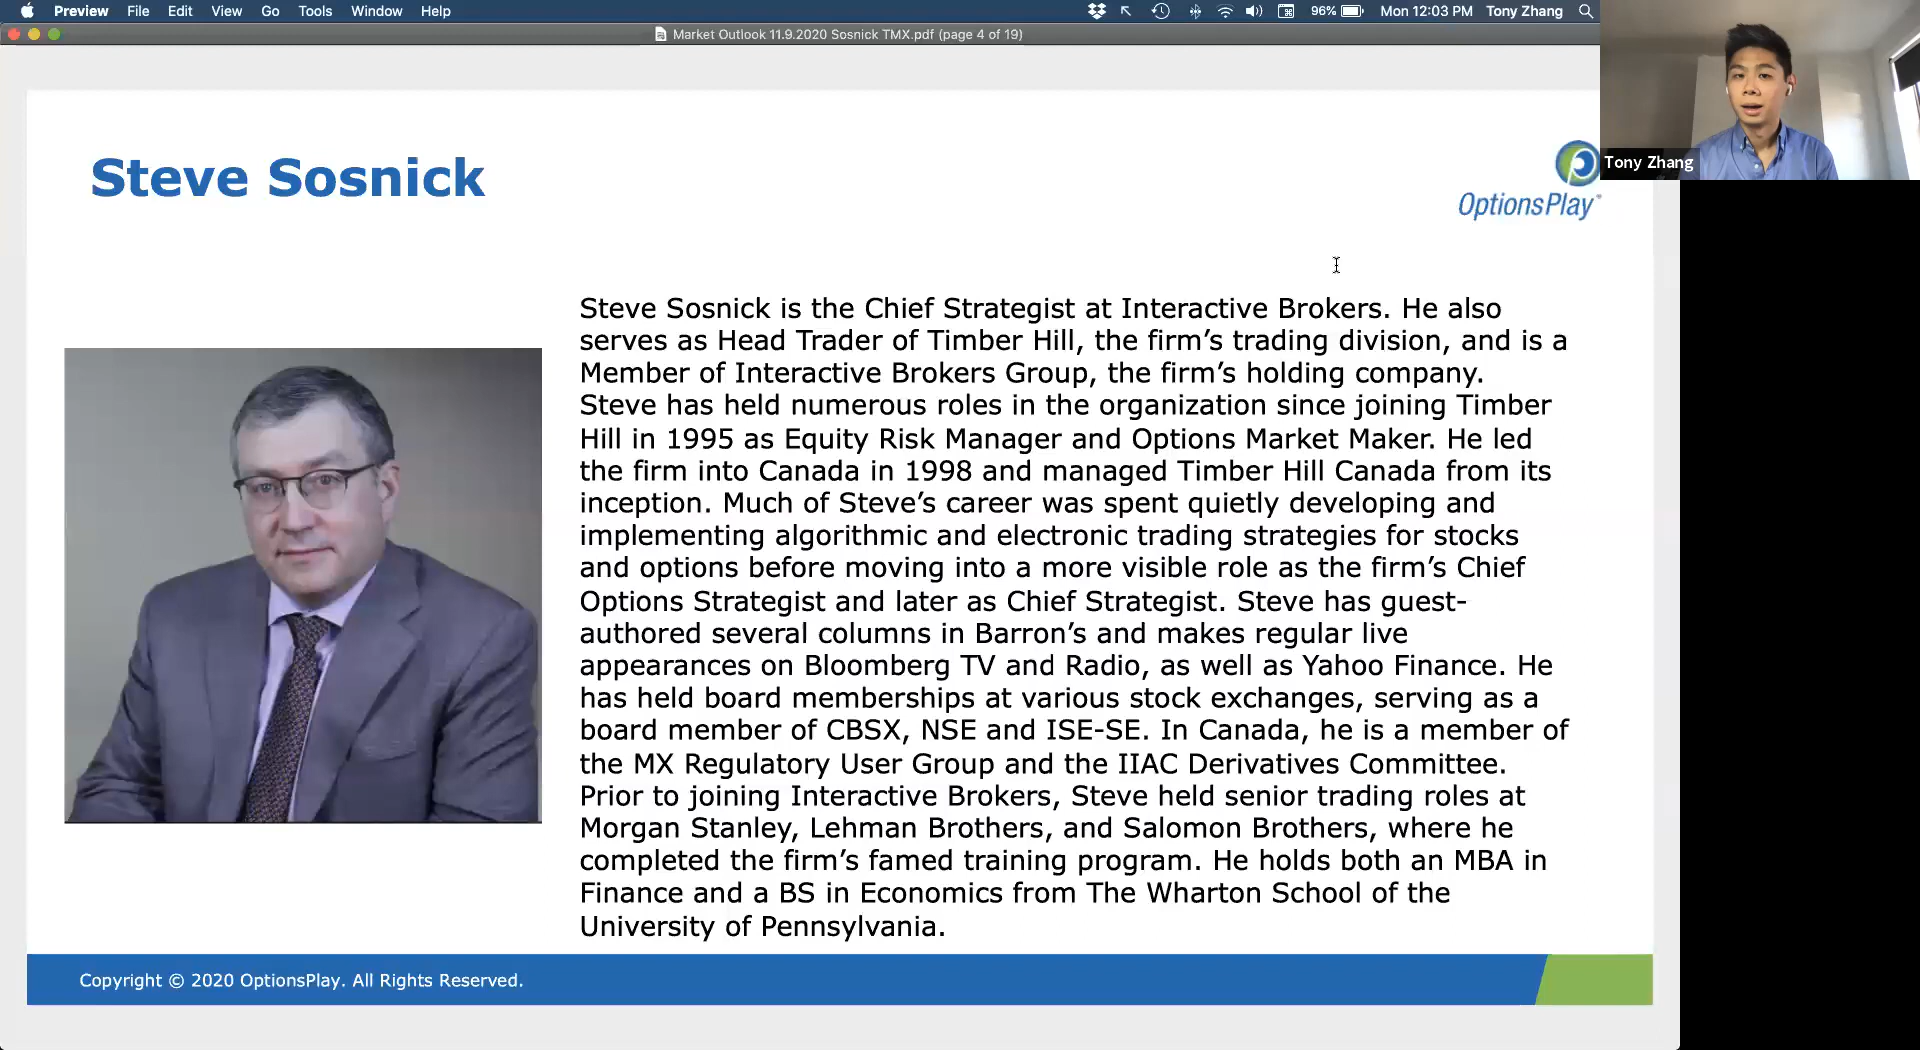 Preview File Edit View Go Tools Window Help 96% Mon 12:03 PM Tony Zhang
Market Outlook 11.9.2020 Sosnick TMX.pdf (page 4 of 19)
Tony Zhang
Steve Sosnick
OptionsPlay
Steve Sosnick is the Chief Strategist at Interactive Brokers. He also
serves as Head Trader of Timber Hill, the firm’s trading division, and is a
Member of Interactive Brokers Group, the firm’s holding company.
Steve has held numerous roles in the organization since joining Timber
Hill in 1995 as Equity Risk Manager and Options Market Maker. He led
the firm into Canada in 1998 and managed Timber Hill Canada from its
inception. Much of Steve’s career was spent quietly developing and
implementing algorithmic and electronic trading strategies for stocks
and options before moving into a more visible role as the firm’s Chief
Options Strategist and later as Chief Strategist. Steve has guest-
authored several columns in Barron’s and makes regular live
appearances on Bloomberg TV and Radio, as well as Yahoo Finance. He
has held board memberships at various stock exchanges, serving as a
board member of CBSX, NSE and ISE-SE. In Canada, he is a member of
the MX Regulatory User Group and the IIAC Derivatives Committee.
Prior to joining Interactive Brokers, Steve held senior trading roles at
Morgan Stanley, Lehman Brothers, and Salomon Brothers, where he
completed the firm’s famed training program. He holds both an MBA in
Finance and a BS in Economics from The Wharton School of the
University of Pennsylvania.
Copyright © 2020 OptionsPlay. All Rights Reserved.